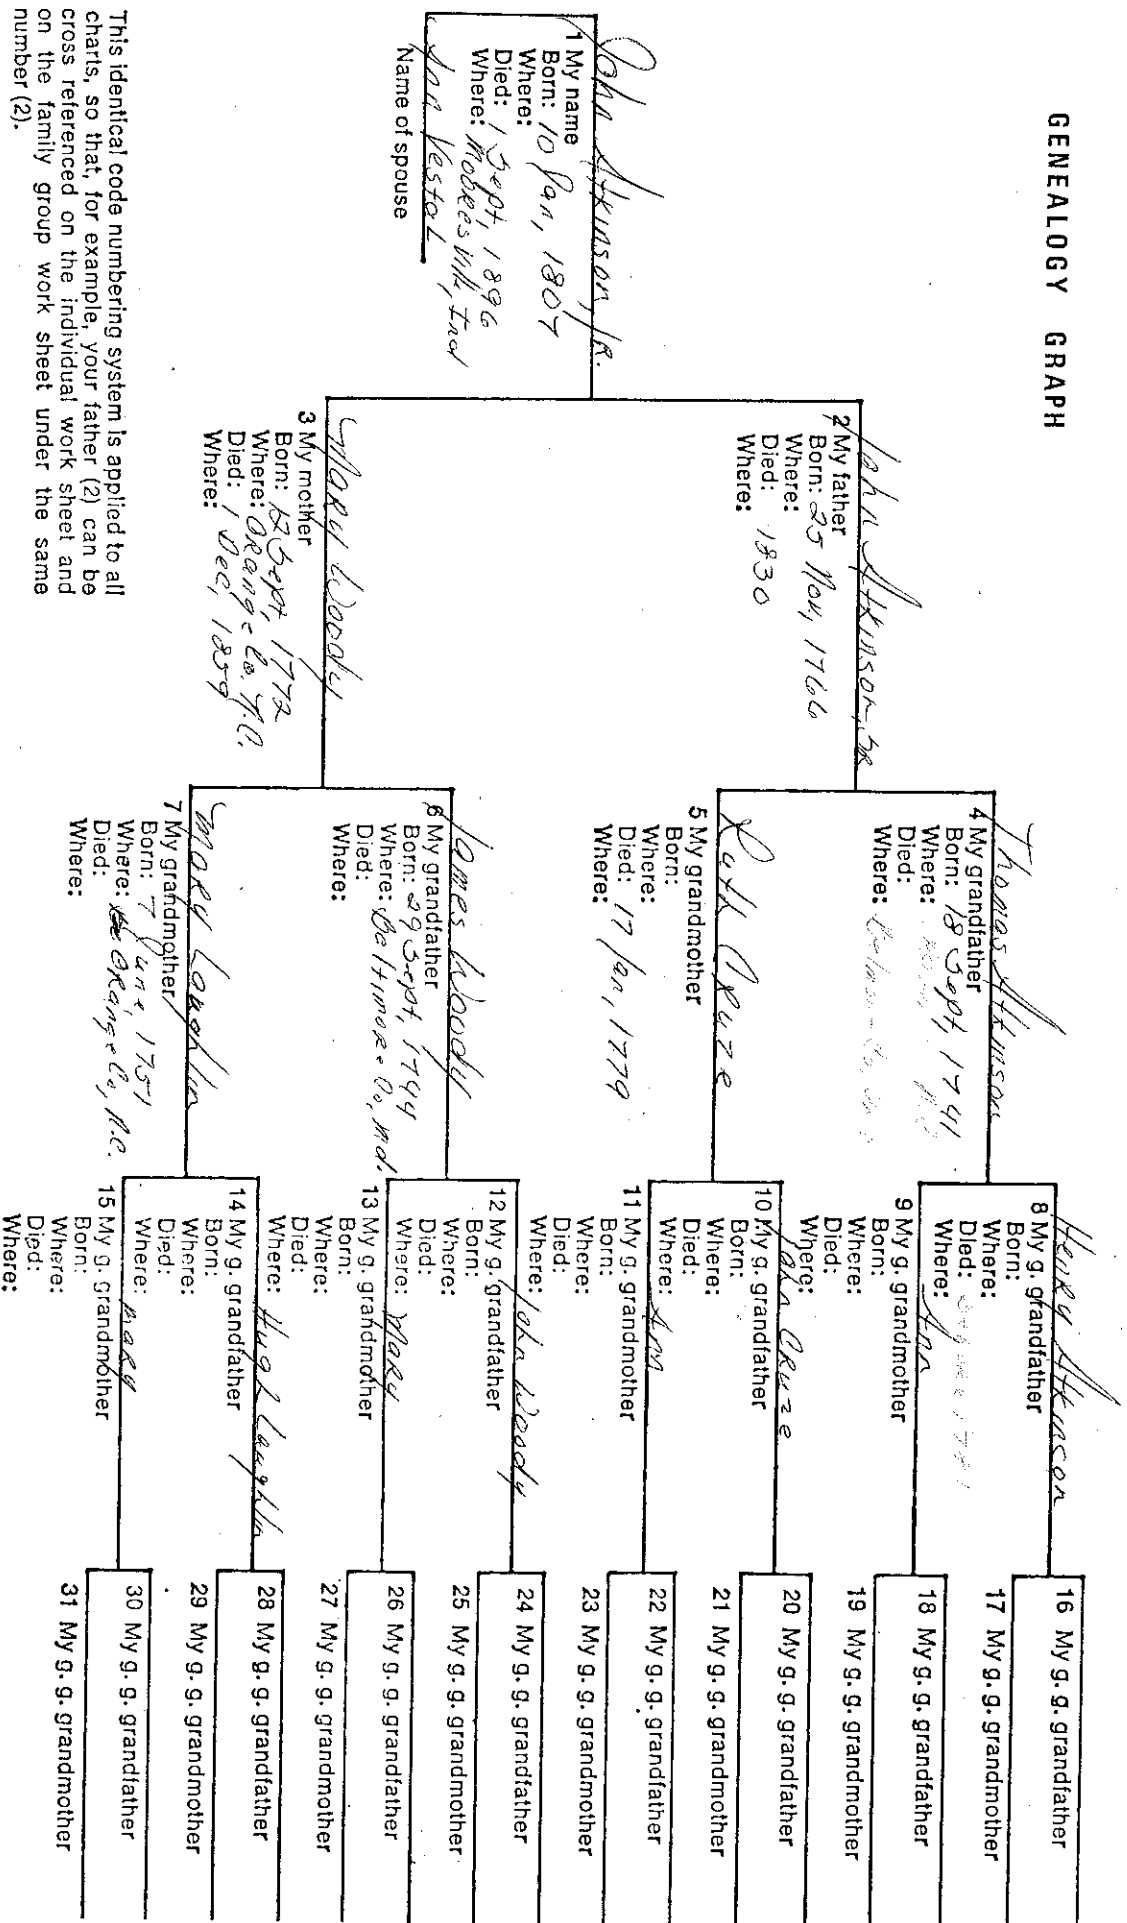 GENEALOGY GRAPH
John Atkinson, Jr.
1 My name
Born: 10 Jan, 1807
Where:
Died: 1 Sept, 1896
Where: Mooresville, Ind
Ann Vestal
Name of spouse
This identical code numbering system is applied to all
charts, so that, for example, your father (2) can be
cross referenced on the individual work sheet and
on the family group work sheet under the same
number (2).
John Atkinson, SR
2 My father
Born: 25 Nov, 1766
Where:
Died: 1830
Where:
Mary Woody
3 My mother
Born: 12 Sept, 1772
Where: Orange Co. N.C.
Died: 1 Dec, 1859
Where:
Thomas Atkinson
4 My grandfather
Born: 18 Sept, 1741
Where:
Died:
Where:
Ruth Cruze
5 My grandmother
Born:
Where:
Died: 17 Jan, 1779
Where:
James Woody
6 My grandfather
Born: 29 Sept, 1744
Where: Baltimore Co, Md.
Died:
Where:
Mary Laughlin
7 My grandmother
Born: 7 June, 1751
Where: Orange Co, N.C.
Died:
Where:
Henry Atkinson
8 My g. grandfather
Born:
Where:
Died:
Where: Ann
9 My g. grandmother
Born:
Where:
Died:
Where:
John Cruze
10 My g. grandfather
Born:
Where:
Died:
Where: Ann
11 My g. grandmother
Born:
Where:
Died:
Where: John Woody
12 My g. grandfather
Born:
Where:
Died:
Where: Mary
13 My g. grandmother
Born:
Where:
Died:
Where: Hugh Laughlin
14 My g. grandfather
Born:
Where:
Died:
Where: Mary
15 My g. grandmother
Born:
Where:
Died:
Where:
16 My g. g. grandfather
17 My g. g. grandmother
18 My g. g. grandfather
19 My g. g. grandmother
20 My g. g. grandfather
21 My g. g. grandmother
22 My g. g. grandfather
23 My g. g. grandmother
24 My g. g. grandfather
25 My g. g. grandmother
26 My g. g. grandfather
27 My g. g. grandmother
28 My g. g. grandfather
29 My g. g. grandmother
30 My g. g. grandfather
31 My g. g. grandmother